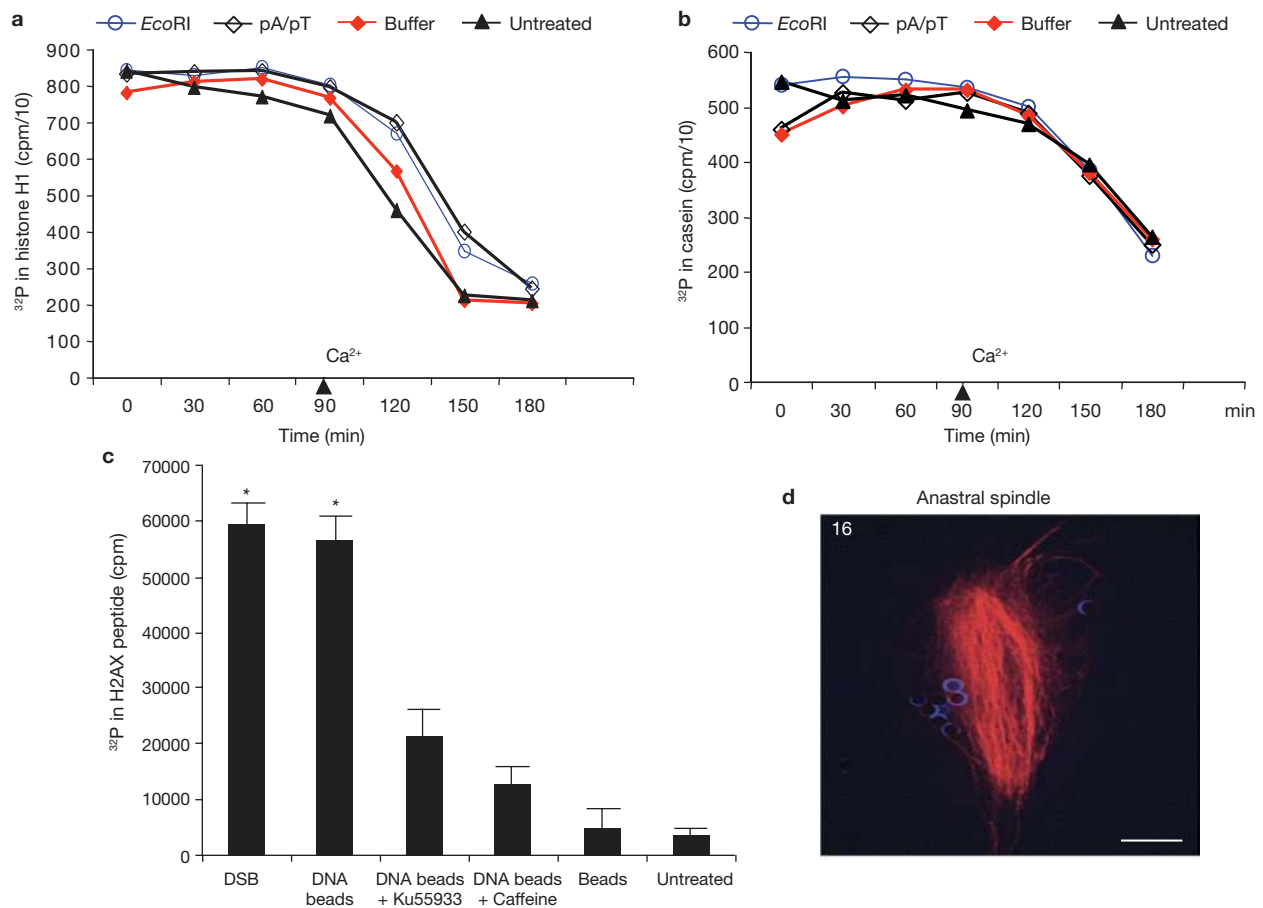 a
EcoRI pA/pT Buffer Untreated
900
800
700
600
500
400
300
200
100
0
³²P in histone H1 (cpm/10)
Ca²⁺
0 30 60 90 120 150 180
Time (min)
b
EcoRI pA/pT Buffer Untreated
600
500
400
300
200
100
0
³²P in casein (cpm/10)
Ca²⁺
0 30 60 90 120 150 180 min
Time (min)
c
70000
60000
50000
40000
30000
20000
10000
0
³²P in H2AX peptide (cpm)
* *
DSB DNA DNA beads DNA beads Beads Untreated
beads + Ku55933 + Caffeine
d Anastral spindle
16